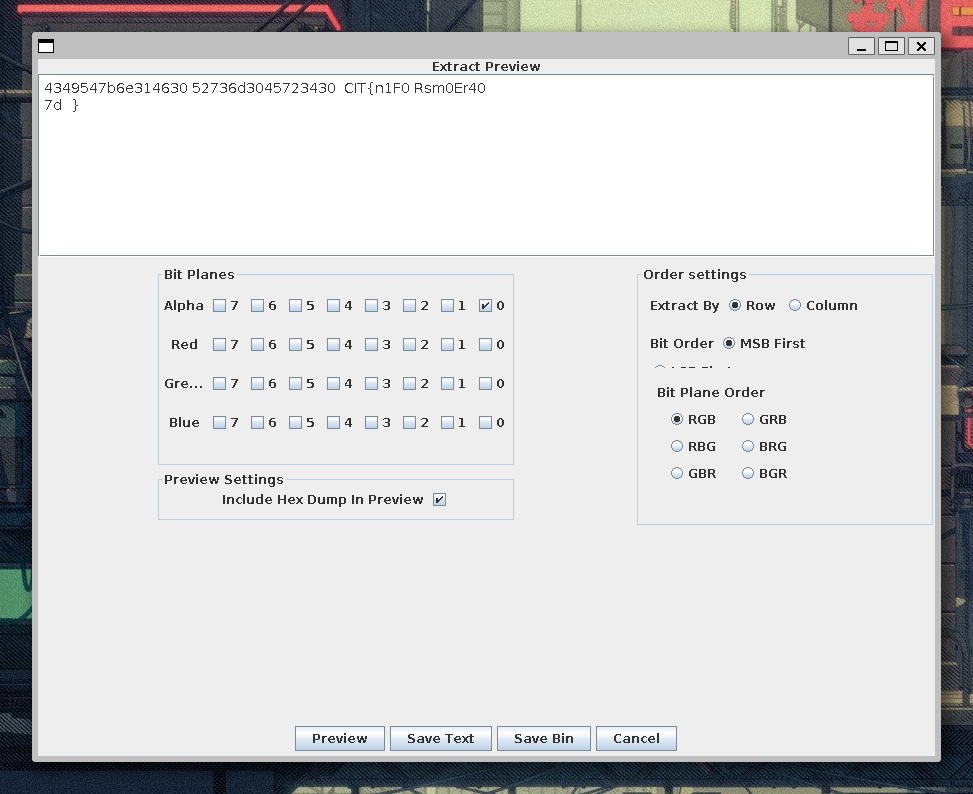 Extract Preview
4349547b6e314630 52736d3045723430  CIT{n1F0 Rsm0Er40
7d  }
Bit Planes
Alpha 7 6 5 4 3 2 1 0
Red 7 6 5 4 3 2 1 0
Gre... 7 6 5 4 3 2 1 0
Blue 7 6 5 4 3 2 1 0
Preview Settings
Include Hex Dump In Preview
Order settings
Extract By Row Column
Bit Order MSB First
Bit Plane Order
RGB GRB
RBG BRG
GBR BGR
Preview Save Text Save Bin Cancel